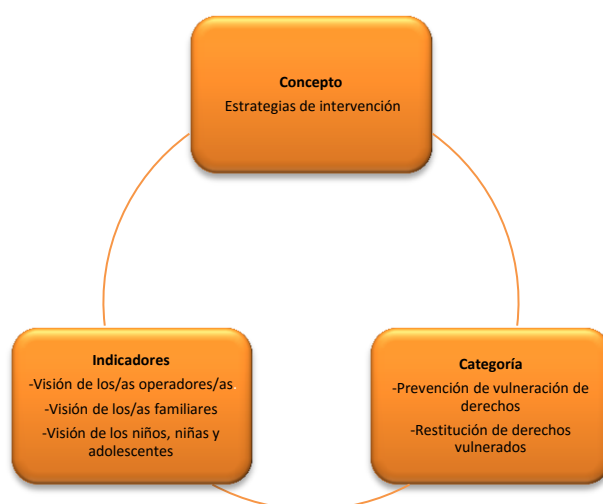 Concepto
Estrategias de intervención
Indicadores
-Visión de los/as operadores/as.
-Visión de los/as familiares
-Visión de los niños, niñas y
adolescentes
Categoría
-Prevención de vulneración de
derechos
-Restitución de derechos
vulnerados